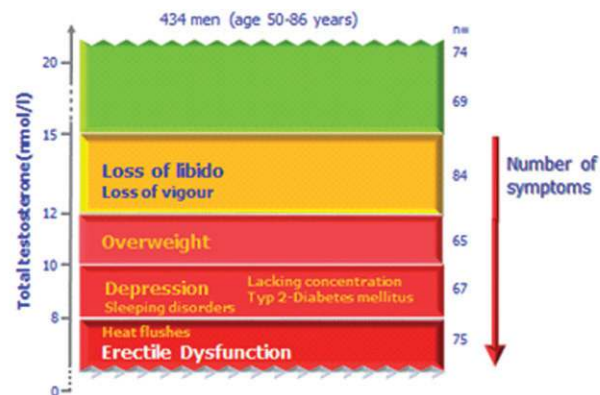 434 men (age 50-86 years)
n=
Total testosterone (nmol/l)
20
74
69
15
Loss of libido
Loss of vigour
84
Number of
symptoms
12
Overweight
65
10
Depression
Lacking concentration
Sleeping disorders
Typ 2-Diabetes mellitus
67
8
Heat flushes
Erectile Dysfunction
75
0